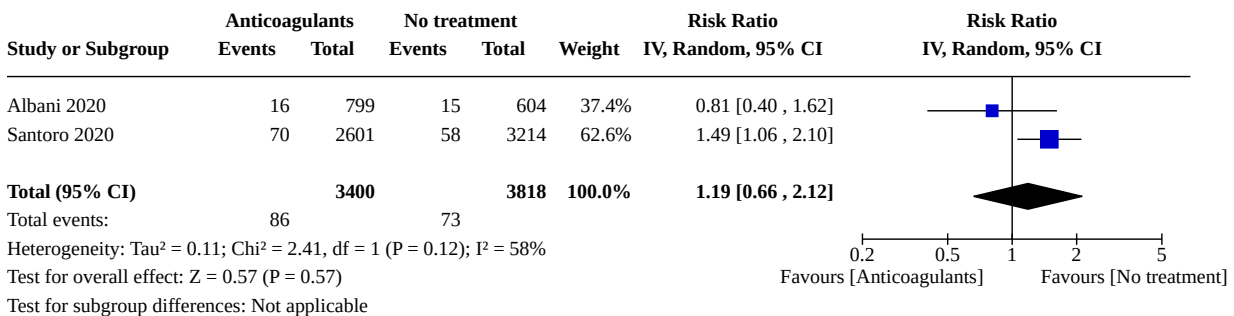 Anticoagulants No treatment Risk Ratio Risk Ratio
Study or Subgroup Events Total Events Total Weight IV, Random, 95% CI IV, Random, 95% CI
Albani 2020 16 799 15 604 37.4% 0.81 [0.40 , 1.62]
Santoro 2020 70 2601 58 3214 62.6% 1.49 [1.06 , 2.10]
Total (95% CI) 3400 3818 100.0% 1.19 [0.66 , 2.12]
Total events: 86 73
Heterogeneity: Tau² = 0.11; Chi² = 2.41, df = 1 (P = 0.12); I² = 58%
0.2 0.5 1 2 5
Test for overall effect: Z = 0.57 (P = 0.57) Favours [Anticoagulants] Favours [No treatment]
Test for subgroup differences: Not applicable